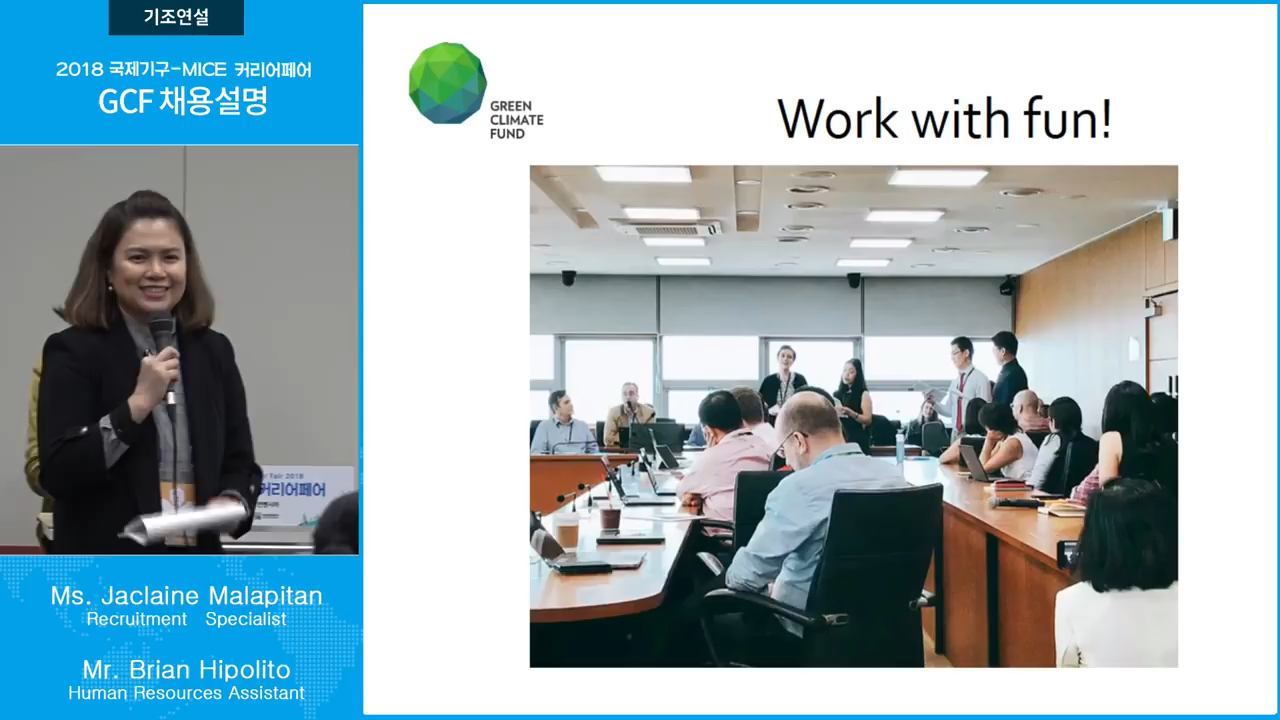 기조연설
2018 국제기구-MICE 커리어페어
GCF 채용설명
GREEN
CLIMATE
FUND
Work with fun!
Fair 2018
커리어페어
Ms. Jaclaine Malapitan
Recruitment Specialist
Mr. Brian Hipolito
Human Resources Assistant